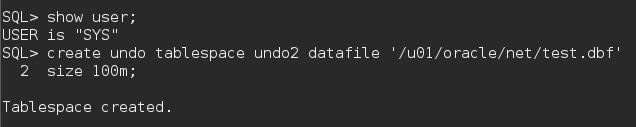 SQL> show user;
USER is "SYS"
SQL> create undo tablespace undo2 datafile '/u01/oracle/net/test.dbf'
  2  size 100m;
Tablespace created.